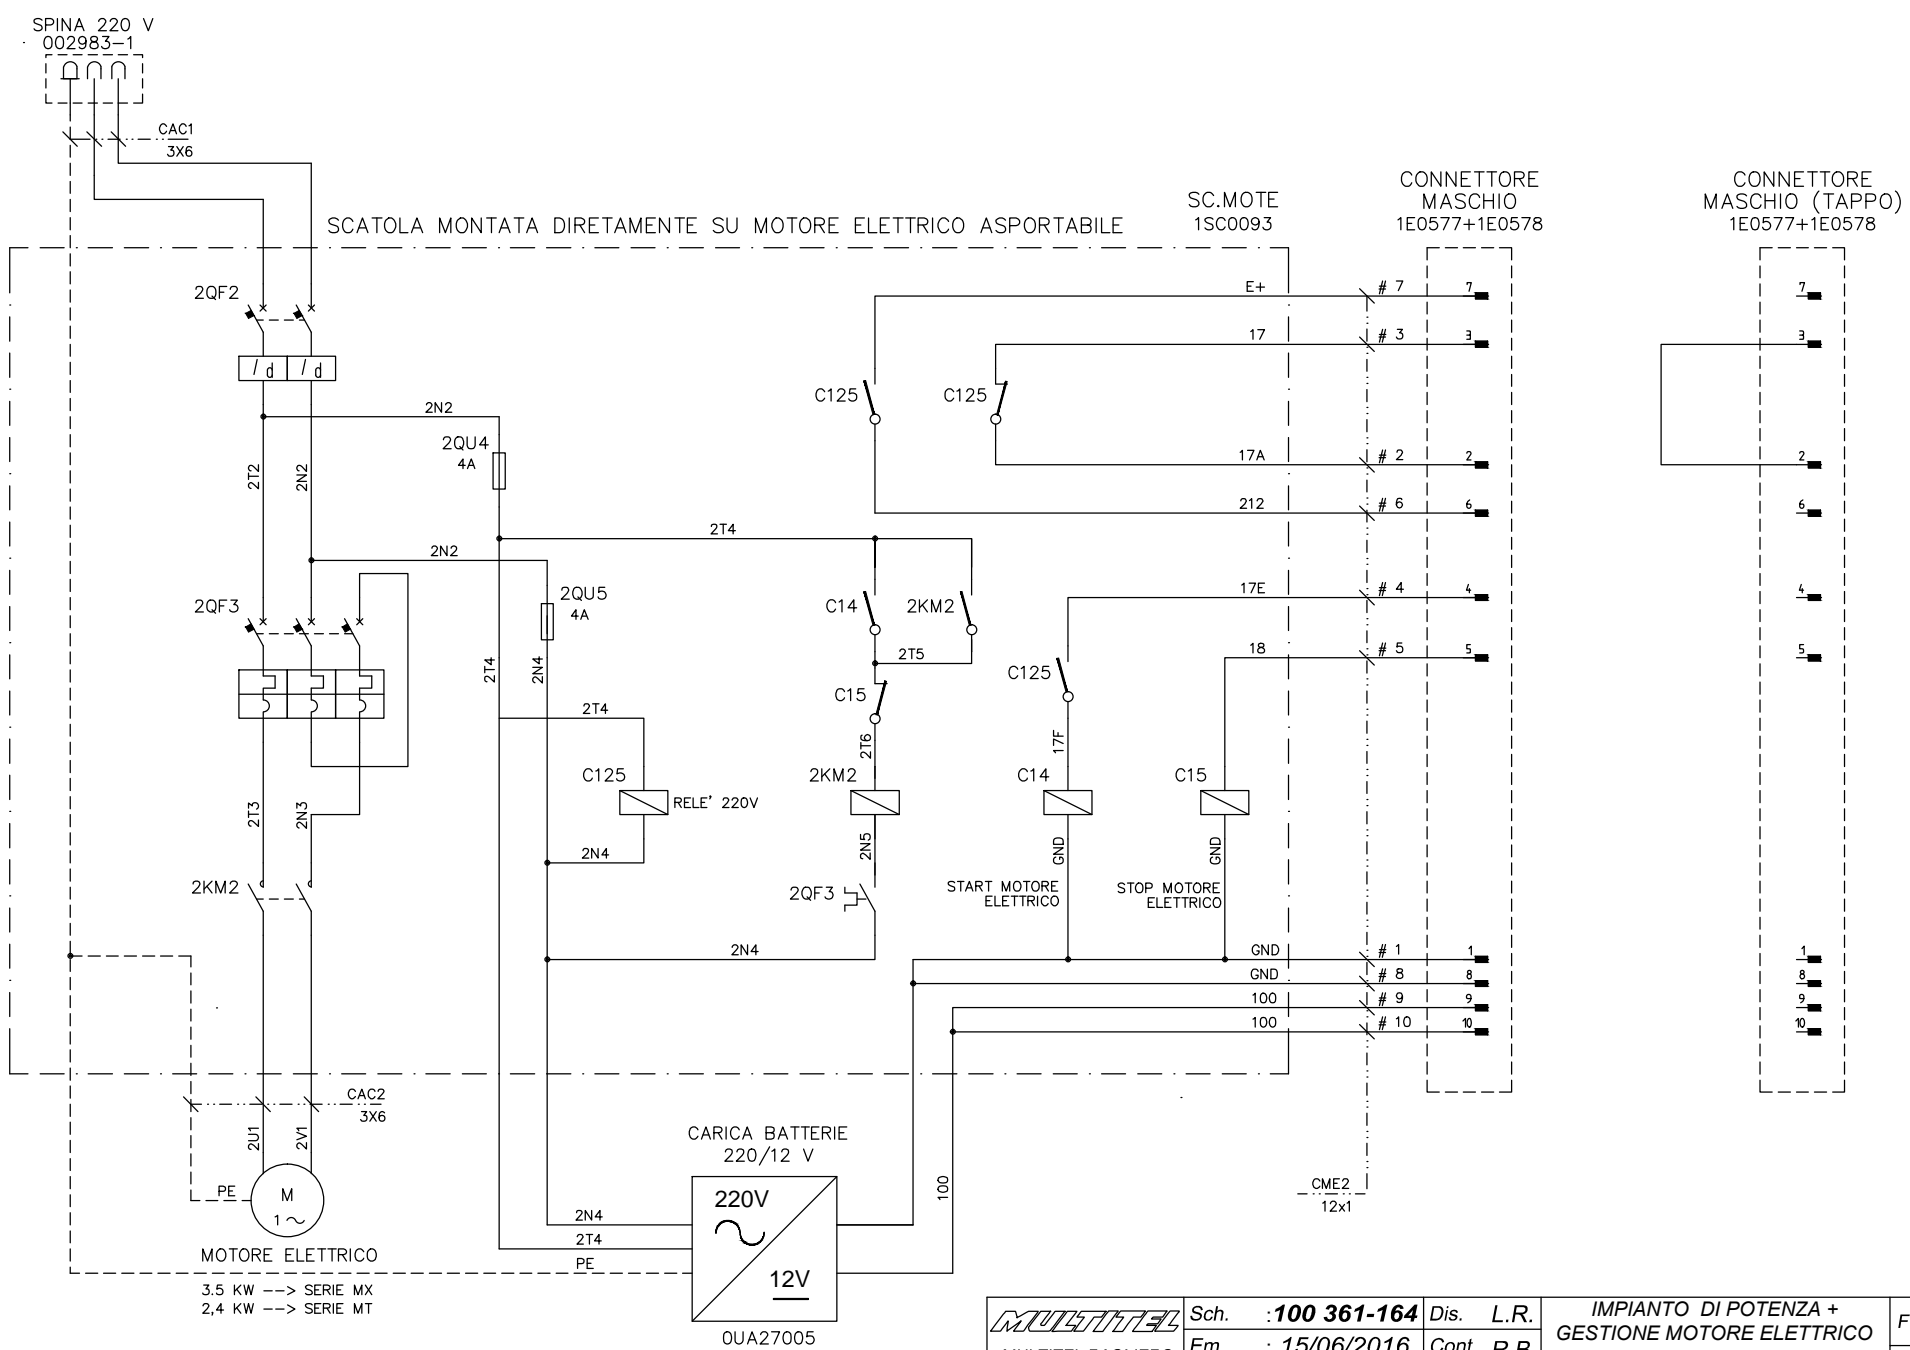 SPINA 220 V
002983-1
CAC1
3X6
SCATOLA MONTATA DIRETTAMENTE SU MOTORE ELETTRICO ASPORTABILE
SC.MOTE
1SC0093
CONNETTORE
MASCHIO
1E0577+1E0578
CONNETTORE
MASCHIO (TAPPO)
1E0577+1E0578
2QF2
/ d
/ d
2N2
2QU4
4A
2T2
2N2
C125
C125
E+
# 7
7
7
17
# 3
3
3
17A
# 2
2
2
212
# 6
6
6
2T4
2N2
2QU5
4A
2QF3
2T4
2N4
C14
2KM2
2T5
C15
2T6
17E
# 4
4
4
18
# 5
5
5
C125
17F
2T4
C125
RELE' 220V
2N4
2KM2
2N5
C14
C15
GND
GND
START MOTORE
ELETTRICO
STOP MOTORE
ELETTRICO
2T3
2N3
2KM2
2QF3
2N4
GND
# 1
1
1
GND
# 8
8
8
100
# 9
9
9
100
# 10
10
10
CAC2
3X6
2U1
2V1
PE
M
1~
MOTORE ELETTRICO
3.5 KW --> SERIE MX
2,4 KW --> SERIE MT
CARICA BATTERIE
220/12 V
220V
12V
2N4
2T4
PE
100
0UA27005
CME2
12x1
MULTITEL
Sch. :100 361-164
Dis. L.R.
IMPIANTO DI POTENZA +
GESTIONE MOTORE ELETTRICO
F
Em. : 15/06/2016
Cont. P.B.